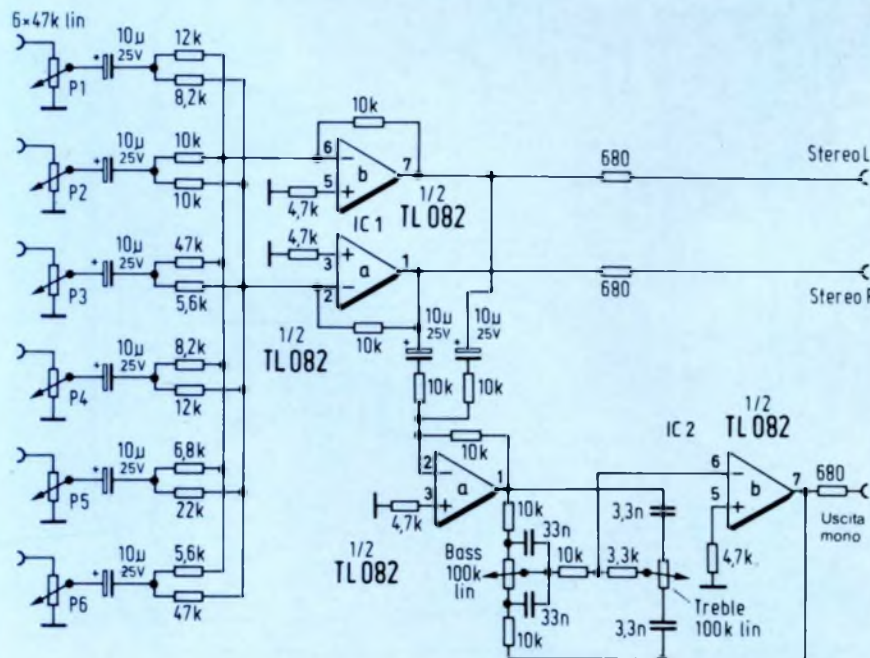 6×47k lin
10µ
25V
12k
8,2k
P1
10µ
25V
10k
10k
P2
10µ
25V
47k
5,6k
P3
10µ
25V
8,2k
12k
P4
10µ
25V
6,8k
22k
P5
10µ
25V
5,6k
47k
P6
10k
6
−
7
b
5
+
4,7k
1/2
TL 082
IC 1
4,7k
3
+
1
a
2
−
10k
1/2
TL 082
680
Stereo L
680
Stereo R
10µ
25V
10µ
25V
10k
10k
10k
2
−
1
a
3
+
4,7k
1/2
TL 082
10k
33n
Bass
100k
lin
33n
10k
10k
3,3k
3,3n
3,3n
Treble
100k lin
IC 2
1/2
TL 082
6
−
7
b
5
+
4,7k
680
Uscita
mono